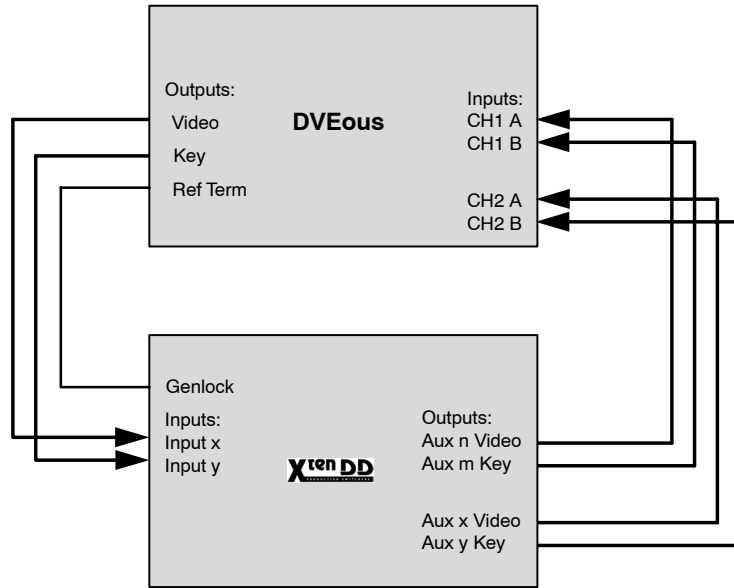 Outputs:
Video
Key
Ref Term
DVEous
Inputs:
CH1 A
CH1 B
CH2 A
CH2 B
Genlock
Inputs:
Input x
Input y
Xten DD
PRODUCTION SWITCHERS
Outputs:
Aux n Video
Aux m Key
Aux x Video
Aux y Key